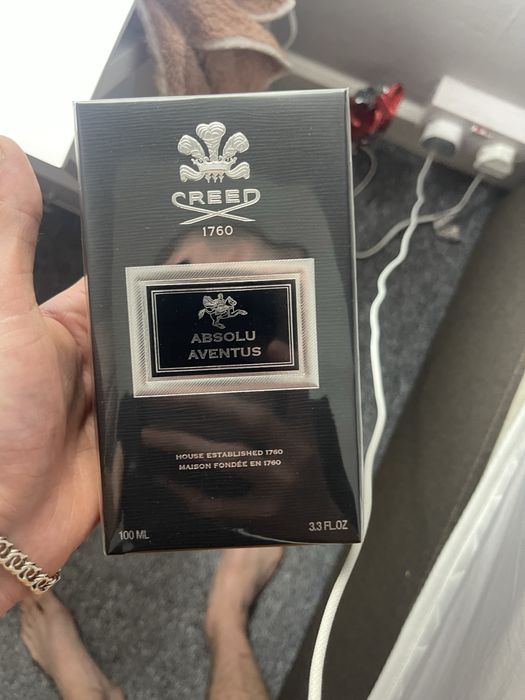 CREED
1760
ABSOLU
AVENTUS
HOUSE ESTABLISHED 1760
MAISON FONDÉE EN 1760
100 ML
3.3 FL.OZ